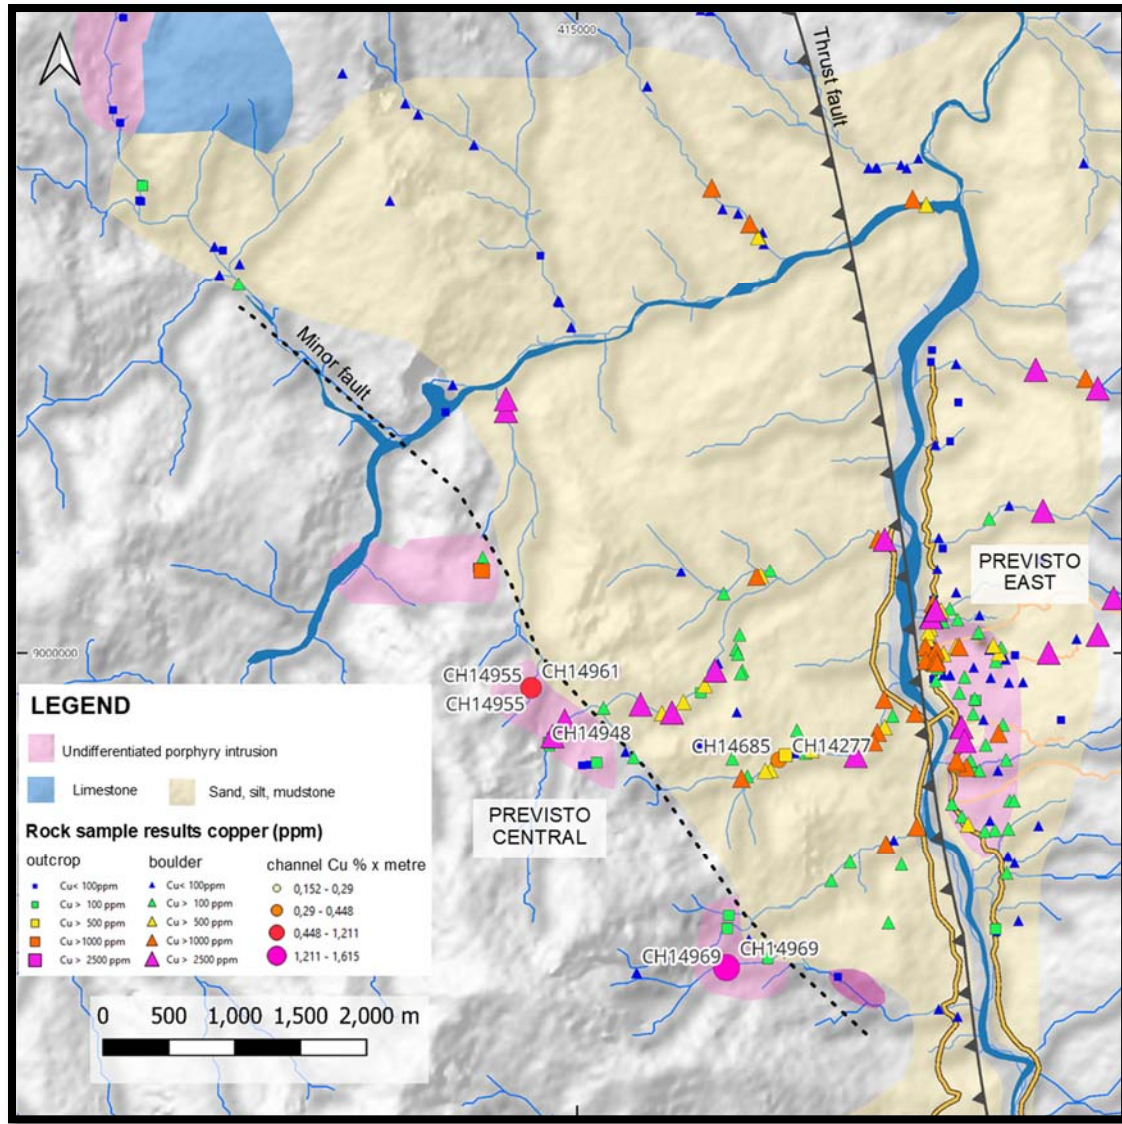 415000
Thrust fault
Minor fault
PREVISTO
EAST
9000000
CH14955
CH14961
CH14955
CH14948
CH14685
CH14277
PREVISTO
CENTRAL
CH14969
CH14969
LEGEND
Undifferentiated porphyry intrusion
Limestone
Sand, silt, mudstone
Rock sample results copper (ppm)
outcrop
Cu< 100ppm
Cu > 100 ppm
Cu > 500 ppm
Cu >1000 ppm
Cu > 2500 ppm
boulder
Cu< 100ppm
Cu > 100 ppm
Cu > 500 ppm
Cu >1000 ppm
Cu > 2500 ppm
channel Cu % x metre
0,152 - 0,29
0,29 - 0,448
0,448 - 1,211
1,211 - 1,615
0 500 1,000 1,500 2,000 m